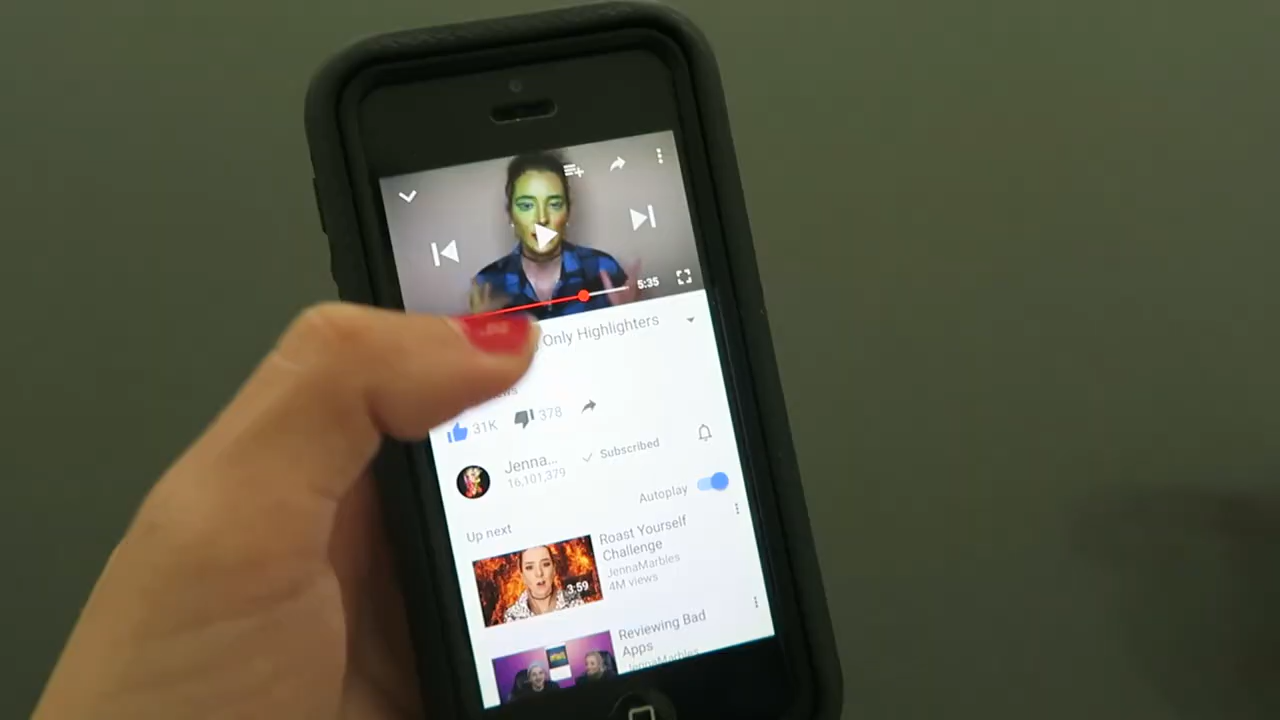 5:35
Only Highlighters
31K
378
Jenna...
Subscribed
16,101,379
Autoplay
Up next
Roast Yourself
Challenge
JennaMarbles
4M views
3:59
Reviewing Bad
Apps
JennaMarbles